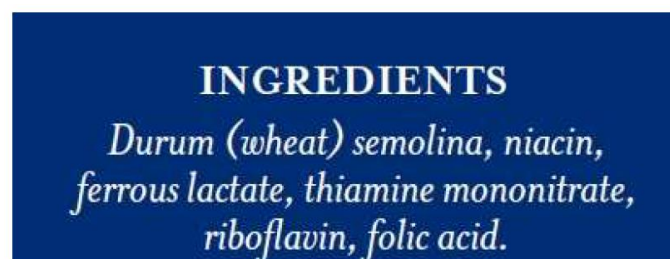 INGREDIENTS
Durum (wheat) semolina, niacin,
ferrous lactate, thiamine mononitrate,
riboflavin, folic acid.